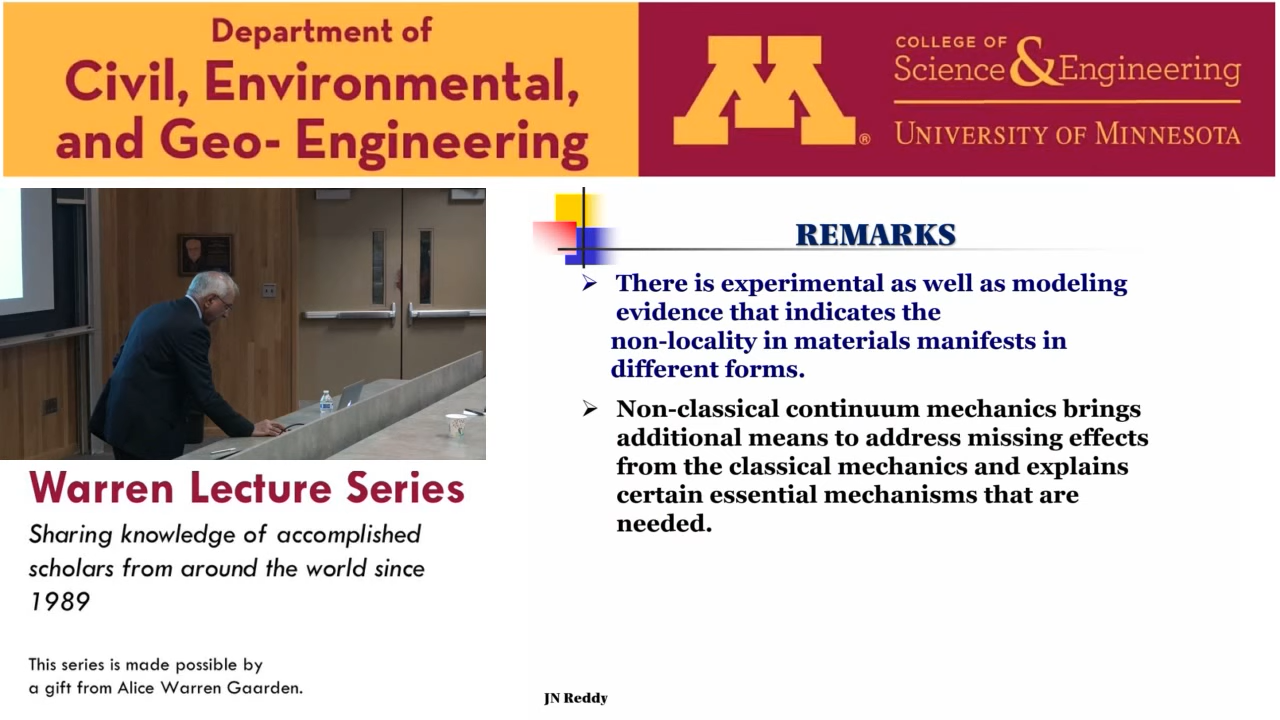 Department of
Civil, Environmental,
and Geo- Engineering
M®
COLLEGE OF
Science & Engineering
UNIVERSITY OF MINNESOTA
REMARKS
➢ There is experimental as well as modeling
evidence that indicates the
non-locality in materials manifests in
different forms.
➢ Non-classical continuum mechanics brings
additional means to address missing effects
from the classical mechanics and explains
certain essential mechanisms that are
needed.
JN Reddy
Warren Lecture Series
Sharing knowledge of accomplished
scholars from around the world since
1989
This series is made possible by
a gift from Alice Warren Gaarden.